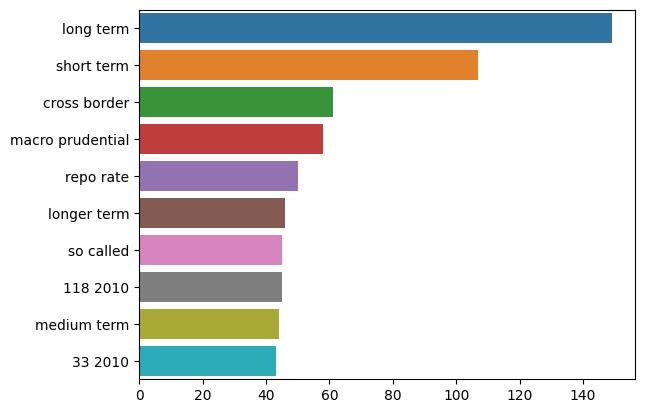 long term
short term
cross border
macro prudential
repo rate
longer term
so called
118 2010
medium term
33 2010
0 20 40 60 80 100 120 140